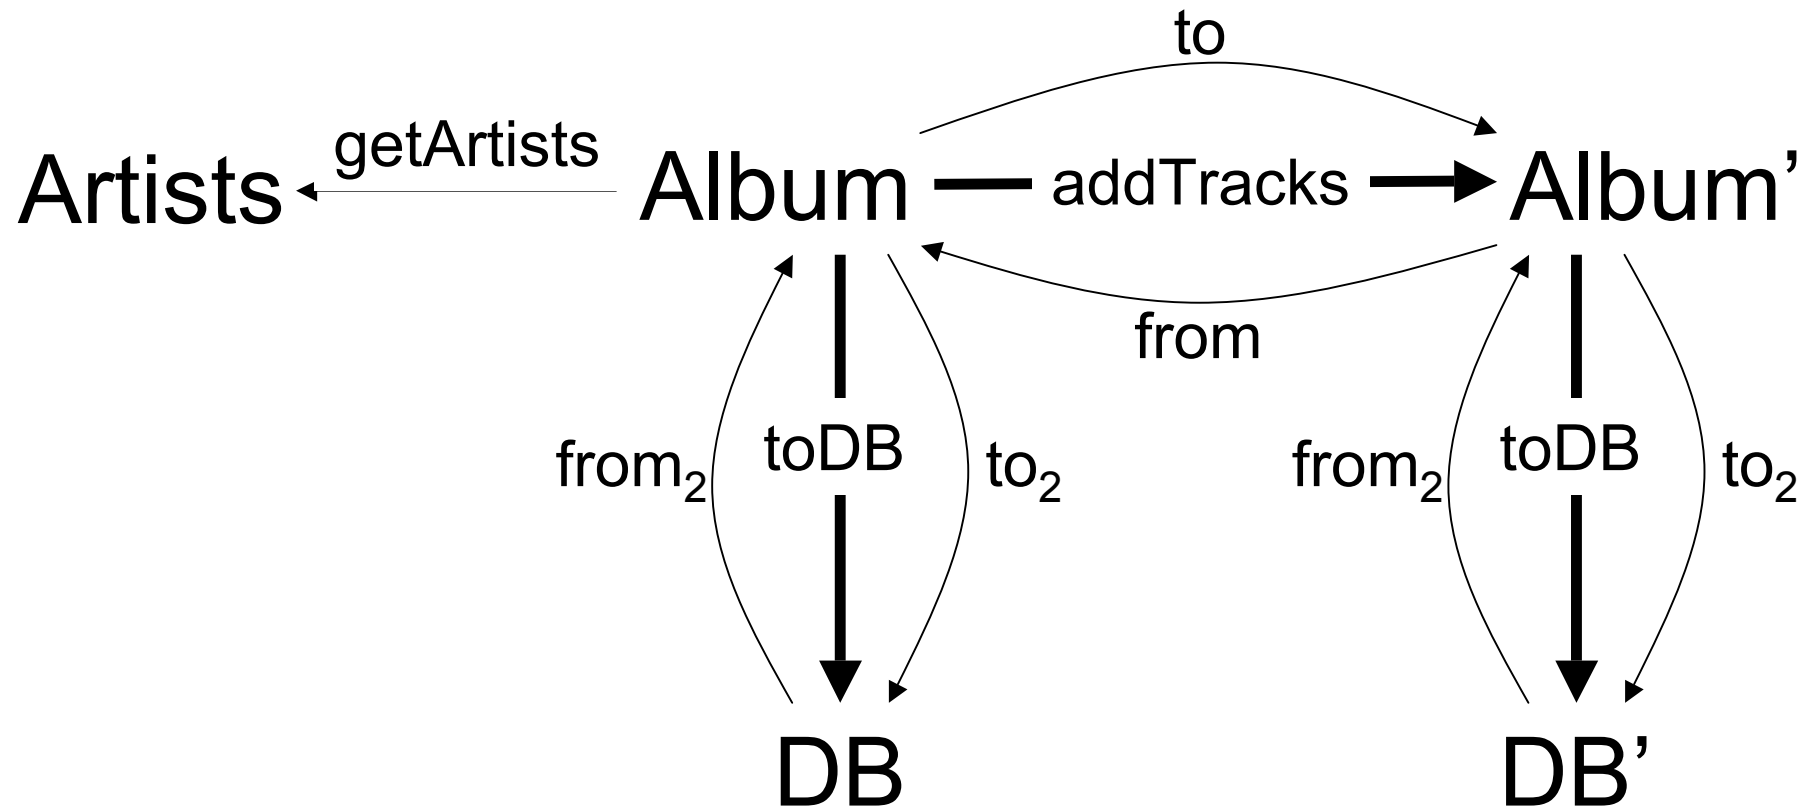 to
getArtists
Artists
Album
addTracks
Album’
from
from₂
toDB
to₂
from₂
toDB
to₂
DB
DB’